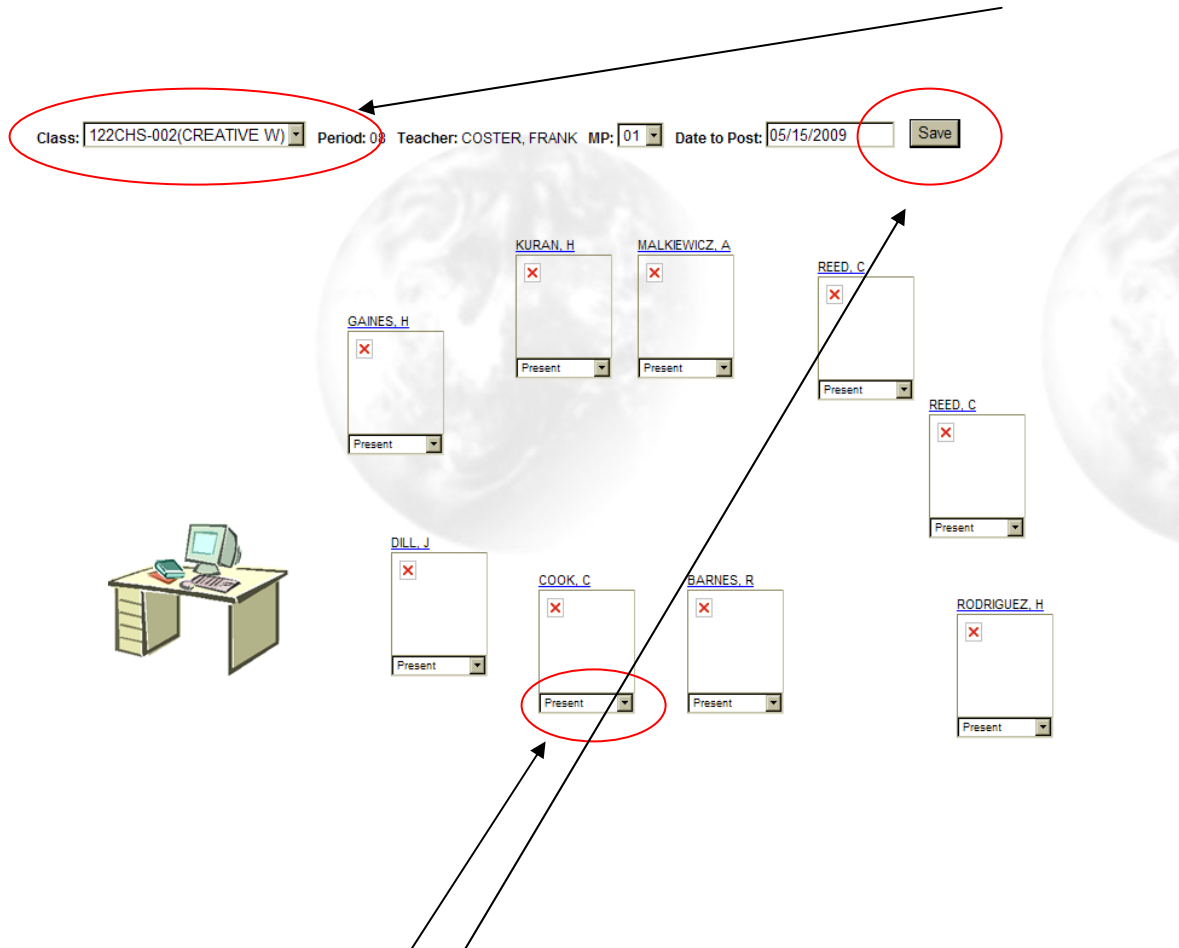 Class: 122CHS-002(CREATIVE W) Period: 08 Teacher: COSTER, FRANK MP: 01 Date to Post: 05/15/2009 Save
KURAN, H MALKIEWICZ, A
REED, C
GAINES, H
Present Present
Present
REED, C
Present
Present
DILL, J
COOK, C BARNES, R
RODRIGUEZ, H
Present
Present Present
Present